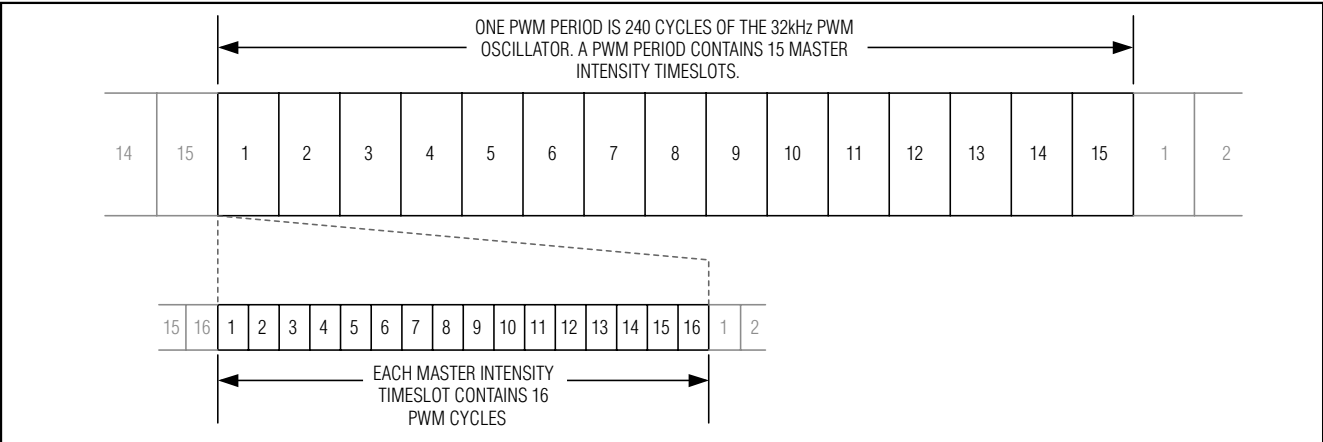 ONE PWM PERIOD IS 240 CYCLES OF THE 32kHz PWM
OSCILLATOR. A PWM PERIOD CONTAINS 15 MASTER
INTENSITY TIMESLOTS.
14 15 1 2 3 4 5 6 7 8 9 10 11 12 13 14 15 1 2
15 16 1 2 3 4 5 6 7 8 9 10 11 12 13 14 15 16 1 2
EACH MASTER INTENSITY
TIMESLOT CONTAINS 16
PWM CYCLES